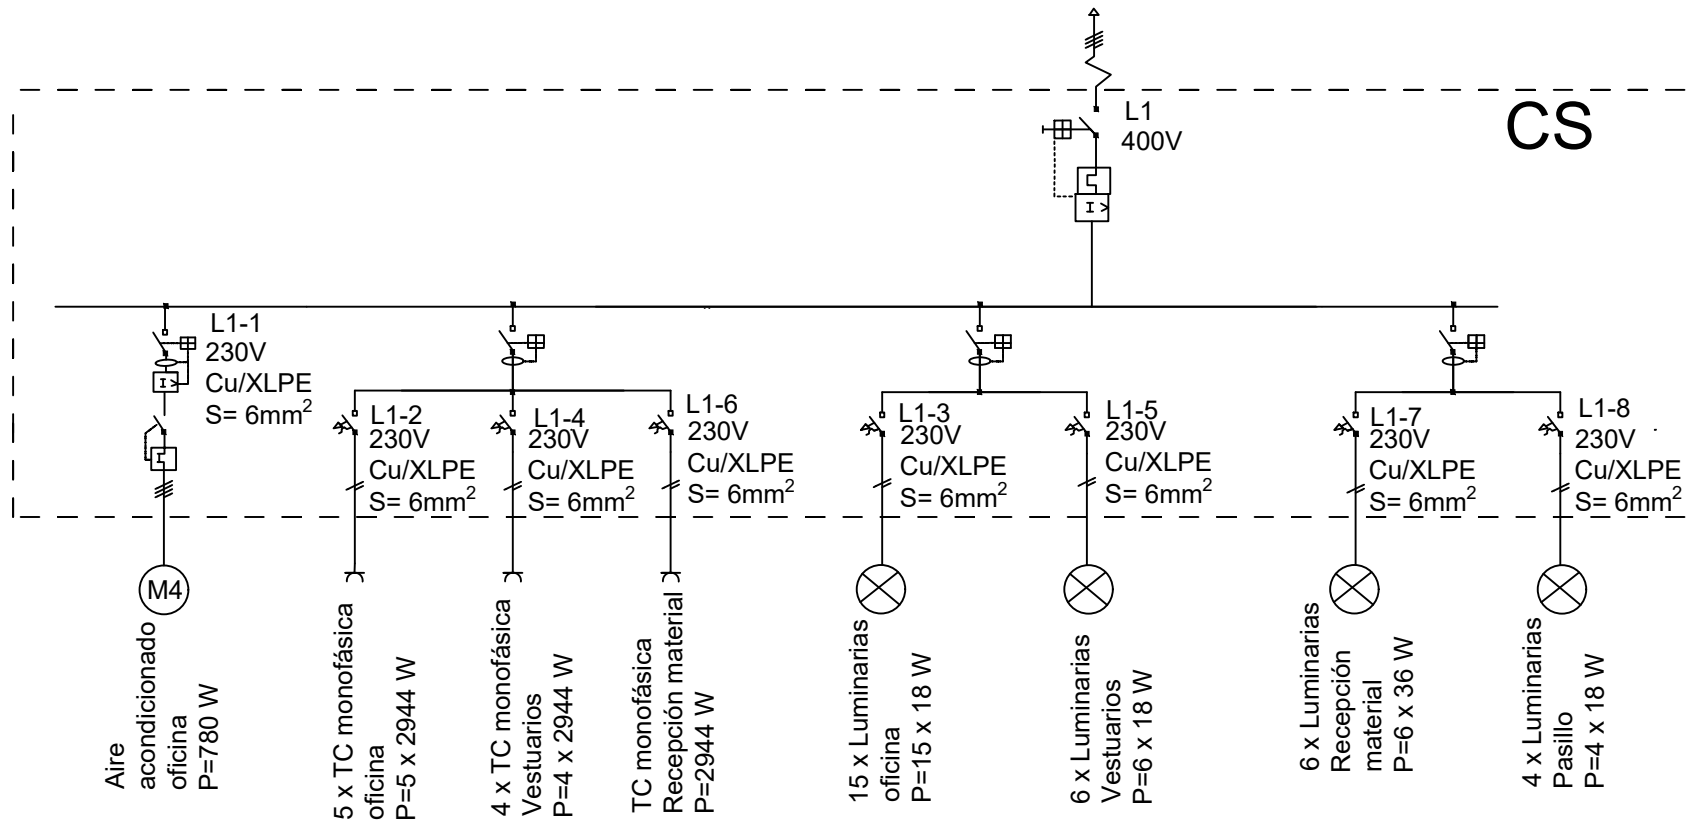 L1
400V
CS
L1-1
230V
Cu/XLPE
S= 6mm²
L1-2
230V
Cu/XLPE
S= 6mm²
L1-4
230V
Cu/XLPE
S= 6mm²
L1-6
230V
Cu/XLPE
S= 6mm²
L1-3
230V
Cu/XLPE
S= 6mm²
L1-5
230V
Cu/XLPE
S= 6mm²
L1-7
230V
Cu/XLPE
S= 6mm²
L1-8
230V
Cu/XLPE
S= 6mm²
I >
I>
M4
Aire
acondicionado
oficina
P=780 W
5 x TC monofásica
oficina
P=5 x 2944 W
4 x TC monofásica
Vestuarios
P=4 x 2944 W
TC monofásica
Recepción material
P=2944 W
15 x Luminarias
oficina
P=15 x 18 W
6 x Luminarias
Vestuarios
P=6 x 18 W
6 x Luminarias
Recepción
material
P=6 x 36 W
4 x Luminarias
Pasillo
P=4 x 18 W